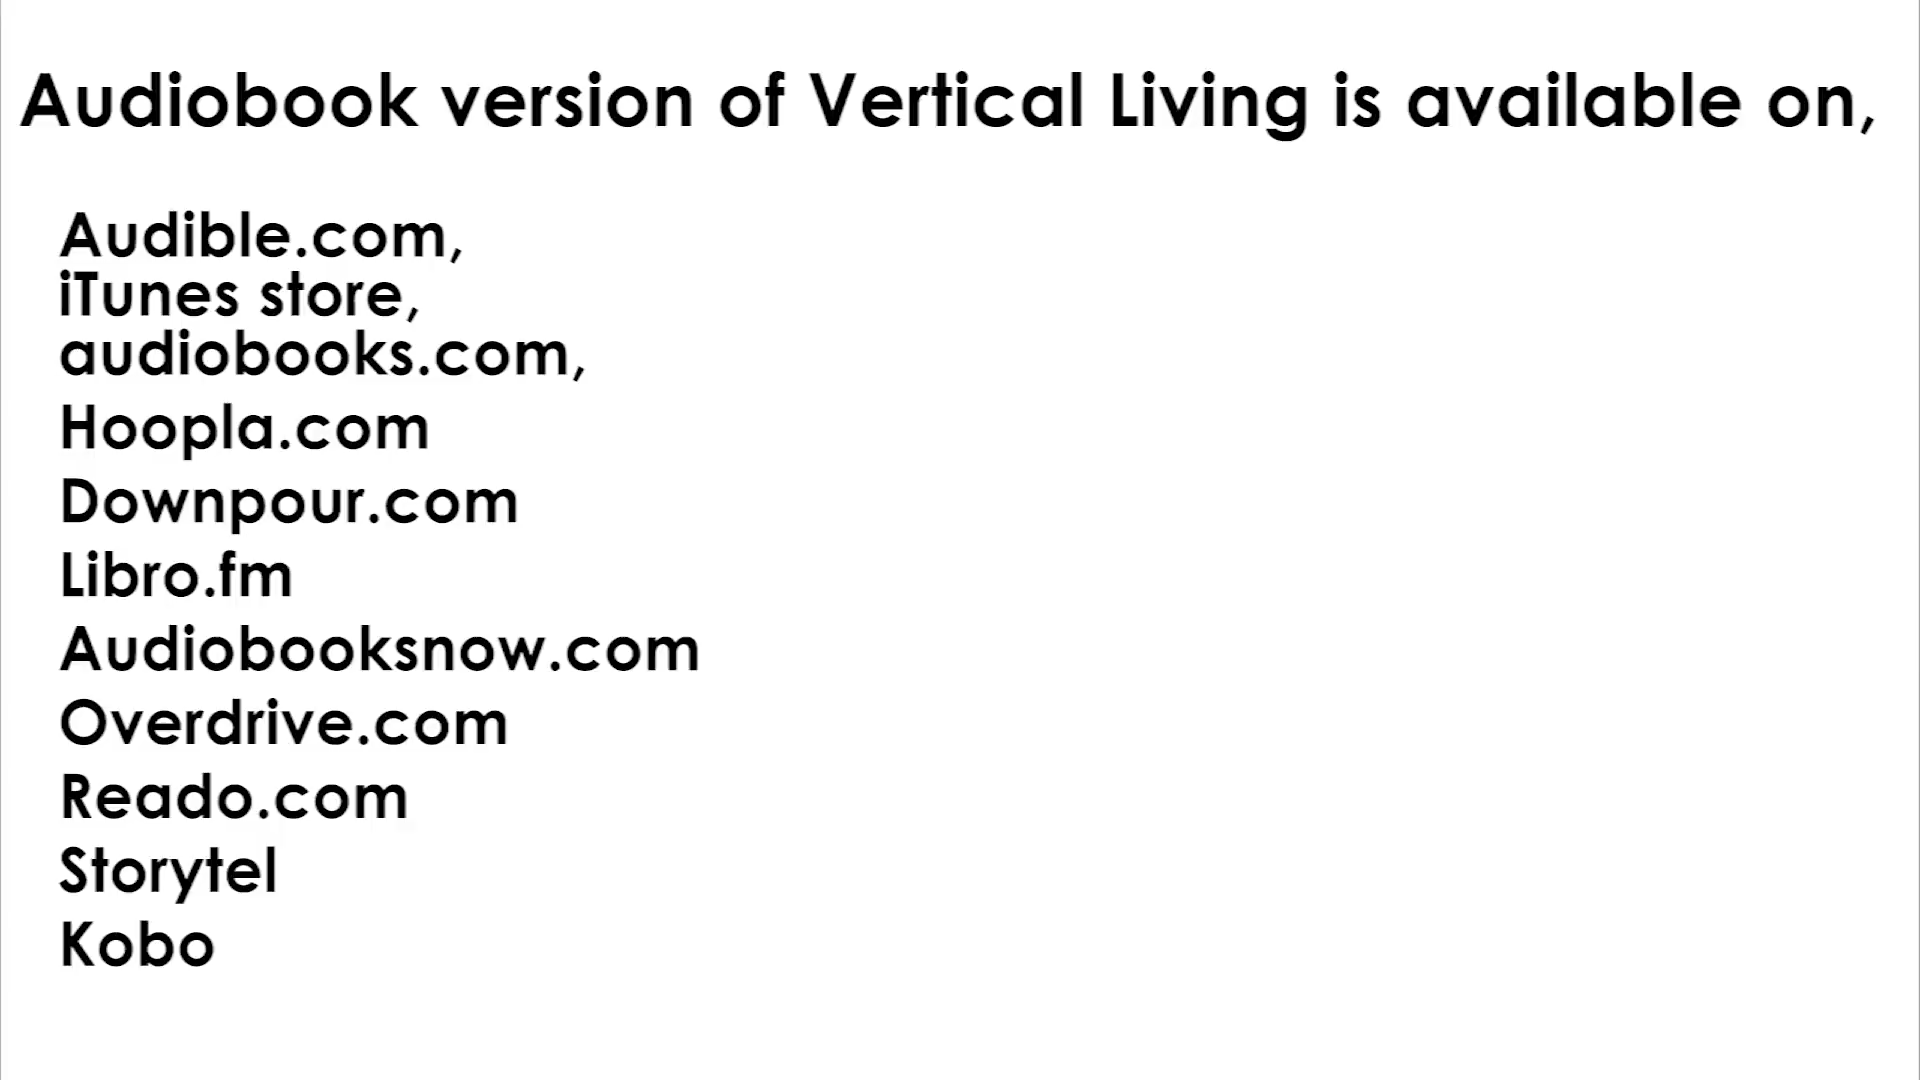 Audiobook version of Vertical Living is available on,
Audible.com,
iTunes store,
audiobooks.com,
Hoopla.com
Downpour.com
Libro.fm
Audiobooksnow.com
Overdrive.com
Reado.com
Storytel
Kobo